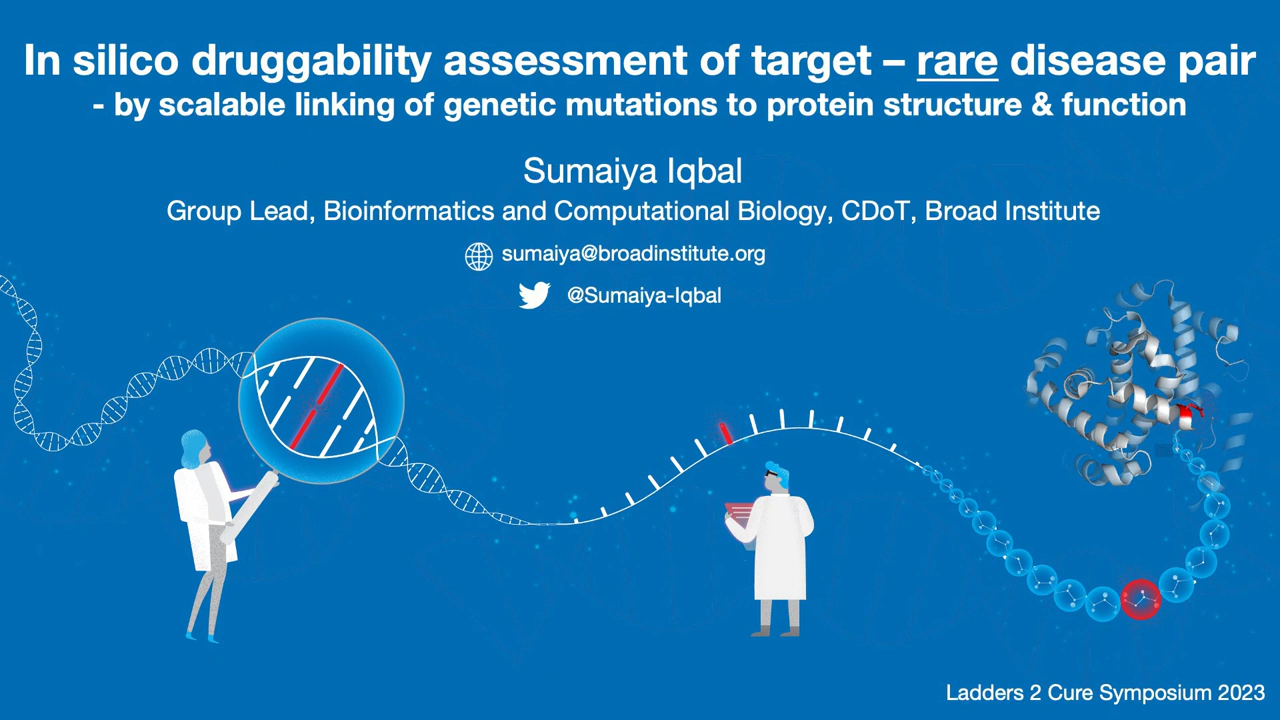 In silico druggability assessment of target – rare disease pair
- by scalable linking of genetic mutations to protein structure & function
Sumaiya Iqbal
Group Lead, Bioinformatics and Computational Biology, CDoT, Broad Institute
sumaiya@broadinstitute.org
@Sumaiya-Iqbal
Ladders 2 Cure Symposium 2023